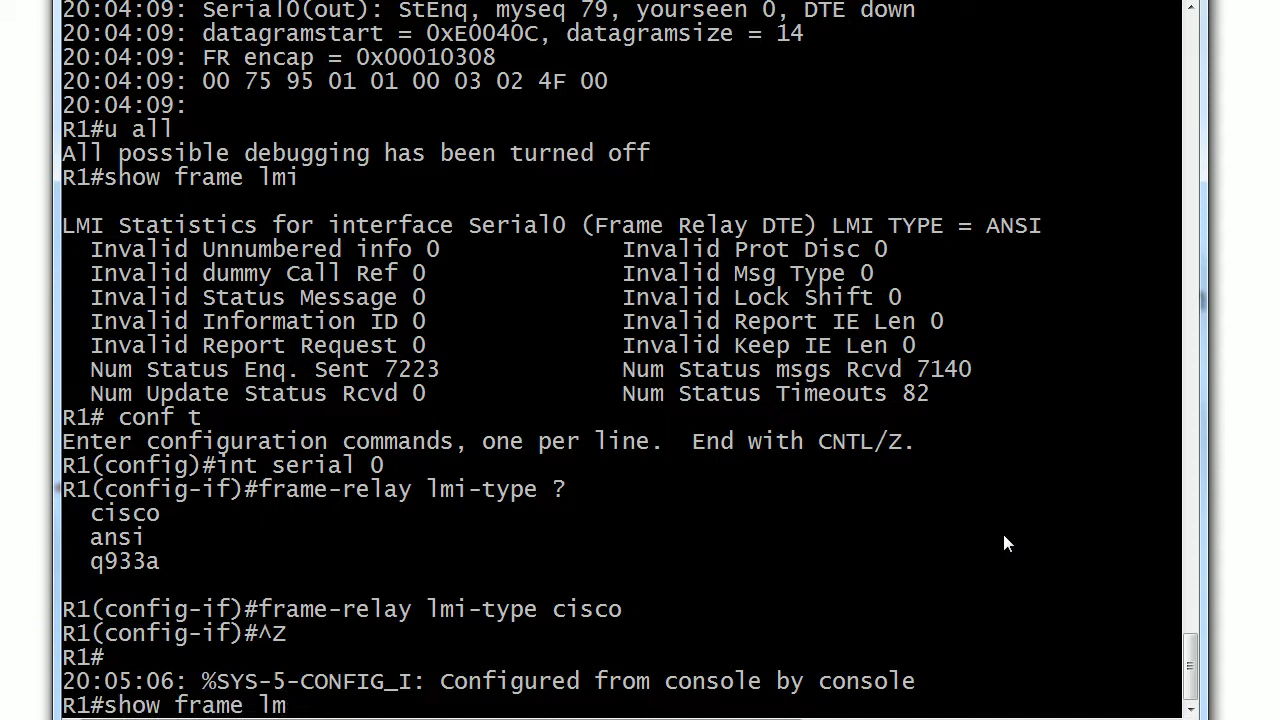 20:04:09: Serial0(out): StEnq, myseq 79, yourseen 0, DTE down
20:04:09: datagramstart = 0xE0040C, datagramsize = 14
20:04:09: FR encap = 0x00010308
20:04:09: 00 75 95 01 01 00 03 02 4F 00
20:04:09:
R1#u all
All possible debugging has been turned off
R1#show frame lmi
LMI Statistics for interface Serial0 (Frame Relay DTE) LMI TYPE = ANSI
Invalid Unnumbered info 0 Invalid Prot Disc 0
Invalid dummy Call Ref 0 Invalid Msg Type 0
Invalid Status Message 0 Invalid Lock Shift 0
Invalid Information ID 0 Invalid Report IE Len 0
Invalid Report Request 0 Invalid Keep IE Len 0
Num Status Enq. Sent 7223 Num Status msgs Rcvd 7140
Num Update Status Rcvd 0 Num Status Timeouts 82
R1# conf t
Enter configuration commands, one per line.  End with CNTL/Z.
R1(config)#int serial 0
R1(config-if)#frame-relay lmi-type ?
cisco
ansi
q933a
R1(config-if)#frame-relay lmi-type cisco
R1(config-if)#^Z
R1#
20:05:06: %SYS-5-CONFIG_I: Configured from console by console
R1#show frame lm